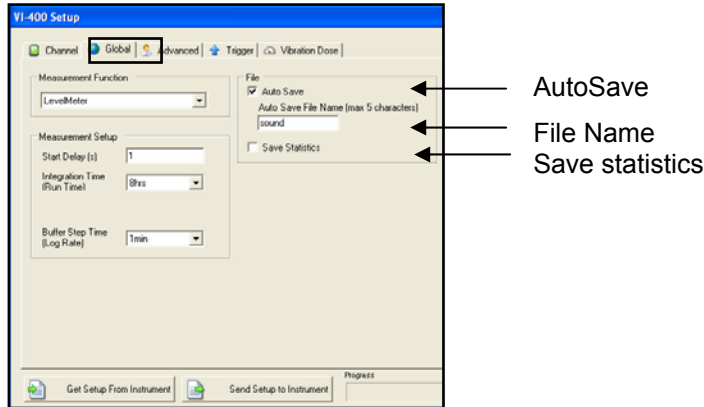 VI-400 Setup
Channel Global Advanced Trigger Vibration Dose
Measurement Function
LevelMeter
Measurement Setup
Start Delay (s) 1
Integration Time
(Run Time) 8hrs
Buffer Step Time
(Log Rate) 1min
File
Auto Save
Auto Save File Name (max 5 characters)
sound
Save Statistics
AutoSave
File Name
Save statistics
Get Setup From Instrument Send Setup to Instrument Progress